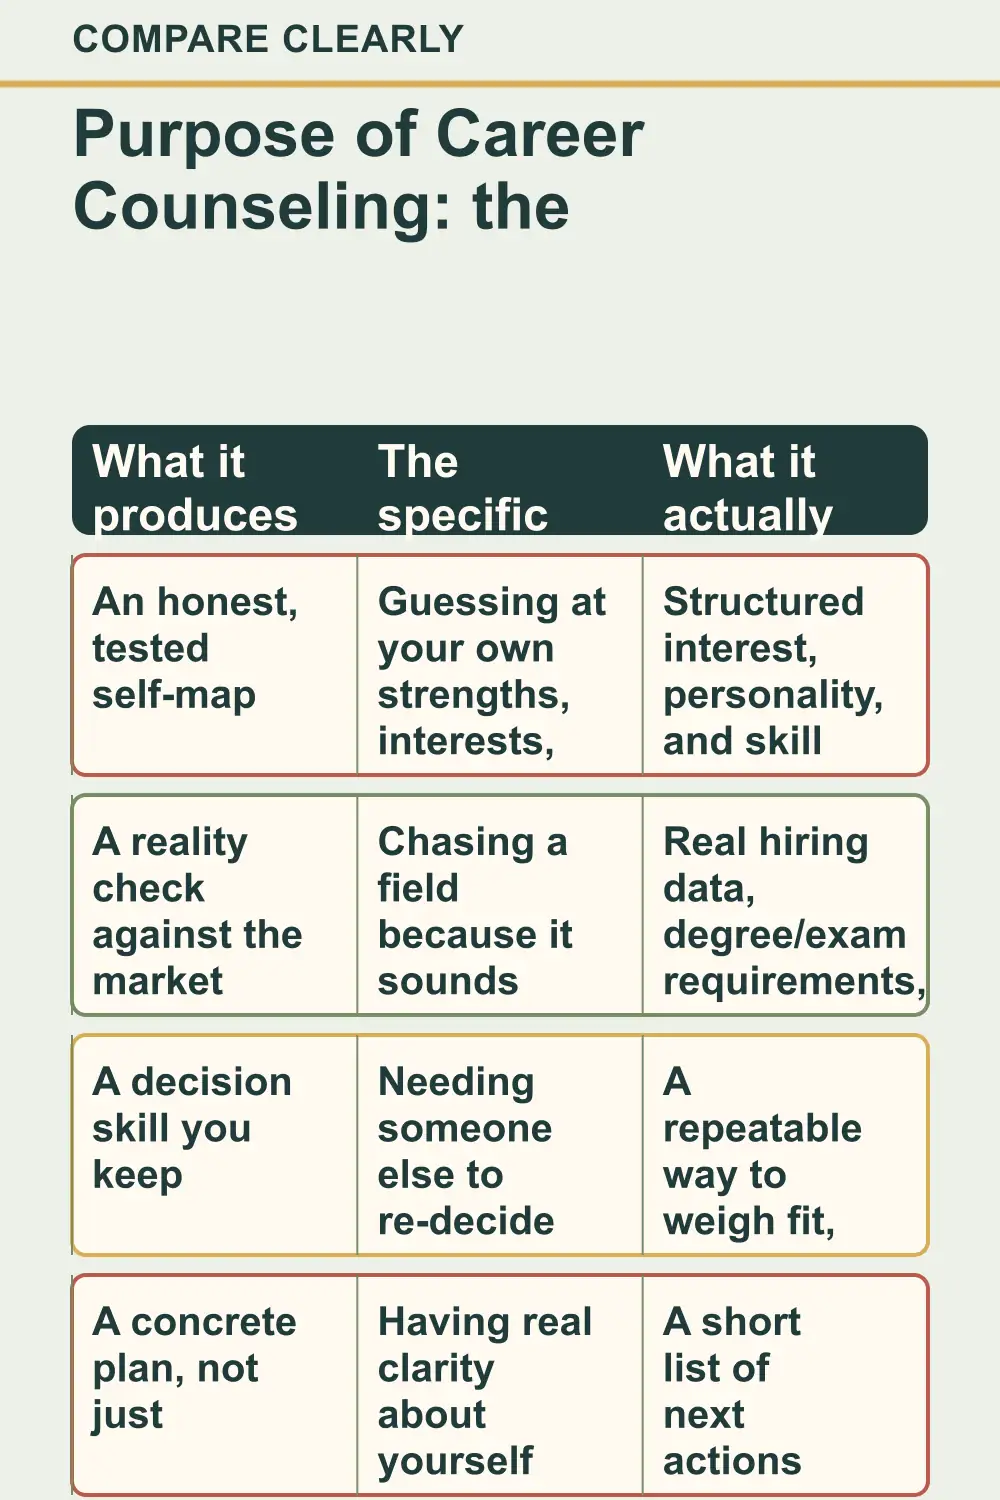 COMPARE CLEARLY
Purpose of Career
Counseling: the
What it
produces
The
specific
What it
actually
An honest,
tested
self-map
Guessing at
your own
strengths,
interests,
Structured
interest,
personality,
and skill
A reality
check
against the
market
Chasing a
field
because it
sounds
Real hiring
data,
degree/exam
requirements,
A decision
skill you
keep
Needing
someone
else to
re-decide
A
repeatable
way to
weigh fit,
A concrete
plan, not
just
Having real
clarity
about
yourself
A short
list of
next
actions